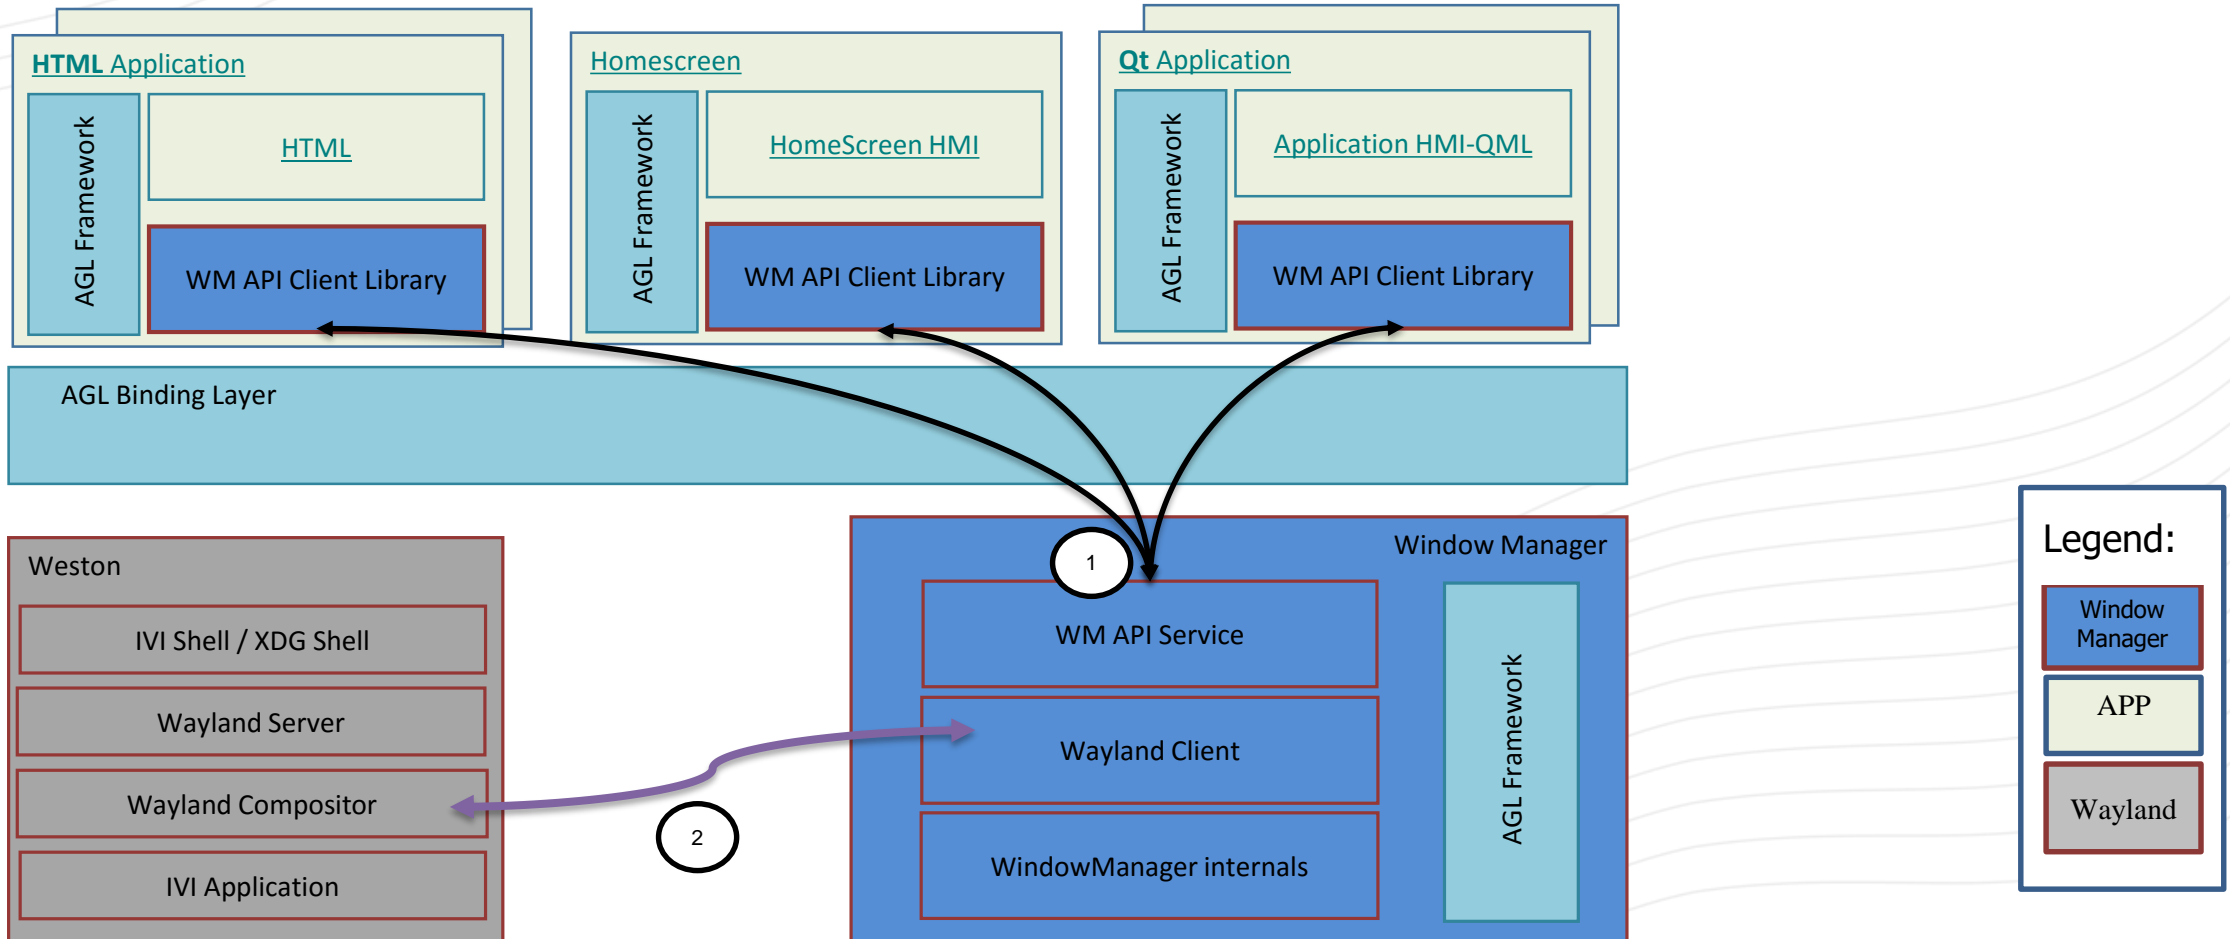 HTML Application
AGL Framework
HTML
WM API Client Library
Homescreen
AGL Framework
HomeScreen HMI
WM API Client Library
Qt Application
AGL Framework
Application HMI-QML
WM API Client Library
AGL Binding Layer
Weston
IVI Shell / XDG Shell
Wayland Server
Wayland Compositor
IVI Application
1
2
Window Manager
WM API Service
Wayland Client
WindowManager internals
AGL Framework
Legend:
Window
Manager
APP
Wayland